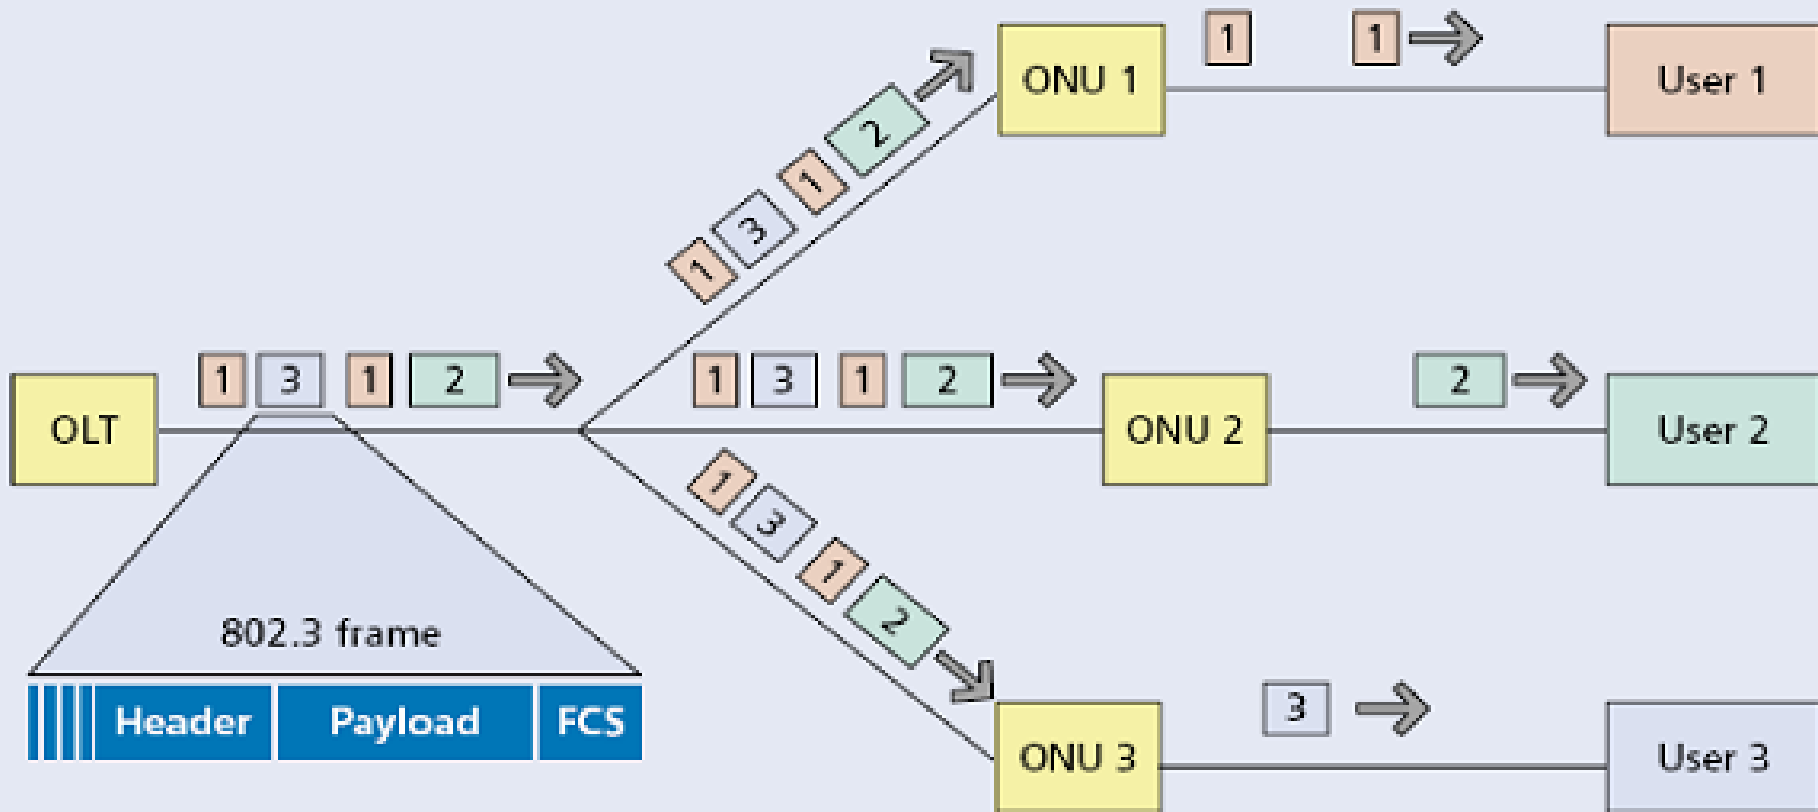 1 1
ONU 1
User 1
1 3 1 2
OLT
1 3 1 2
1 3 1 2
ONU 2
2
User 2
1 3 1 2
802.3 frame
Header Payload FCS
ONU 3
3
User 3